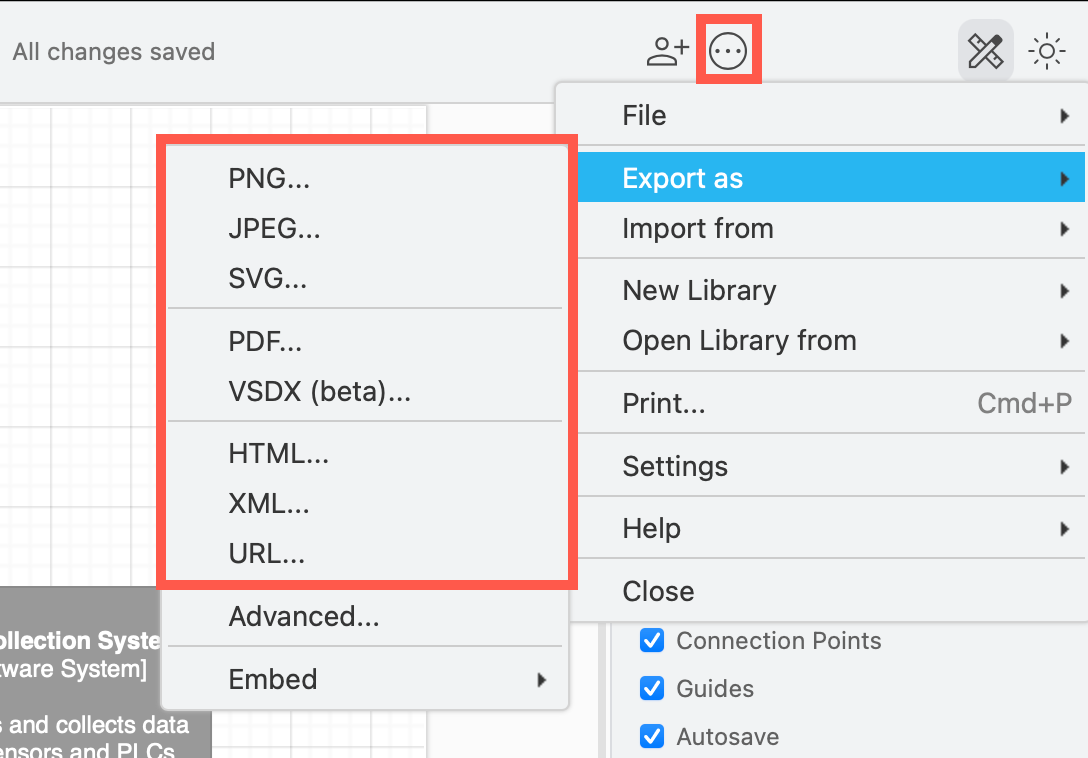 All changes saved
File
Export as
Import from
New Library
Open Library from
Print... Cmd+P
Settings
Help
Close
PNG...
JPEG...
SVG...
PDF...
VSDX (beta)...
HTML...
XML...
URL...
Advanced...
Embed
Connection Points
Guides
Autosave
ollection Syste
tware System]
s and collects data
ensors and PLCs